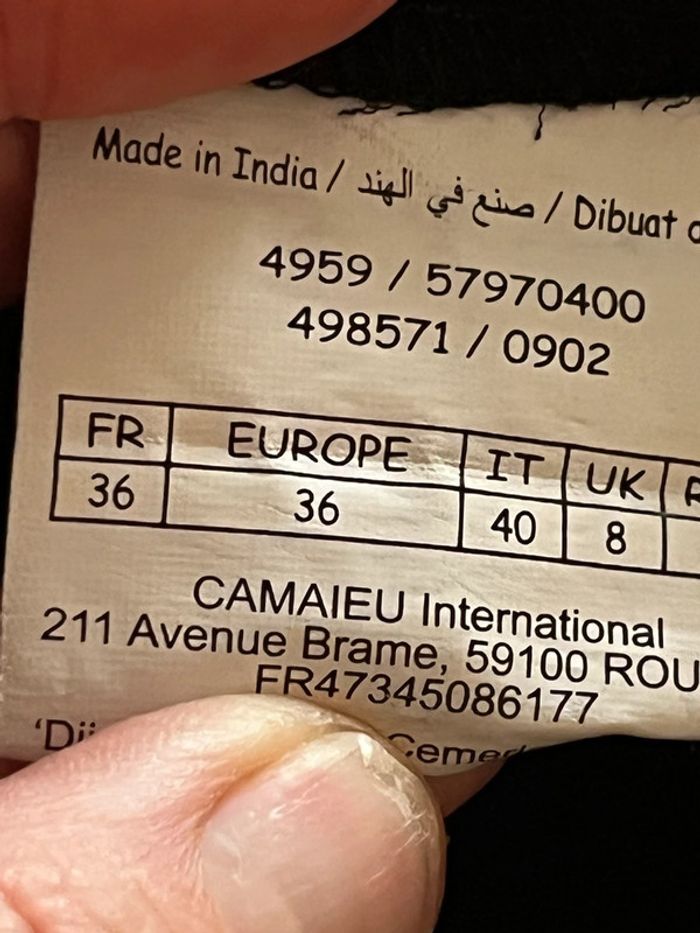 Made in India / صنع في الهند / Dibuat
4959 / 57970400
498571 / 0902
FR EUROPE IT UK
36 36 40 8
CAMAIEU International
211 Avenue Brame, 59100 ROU
FR47345086177